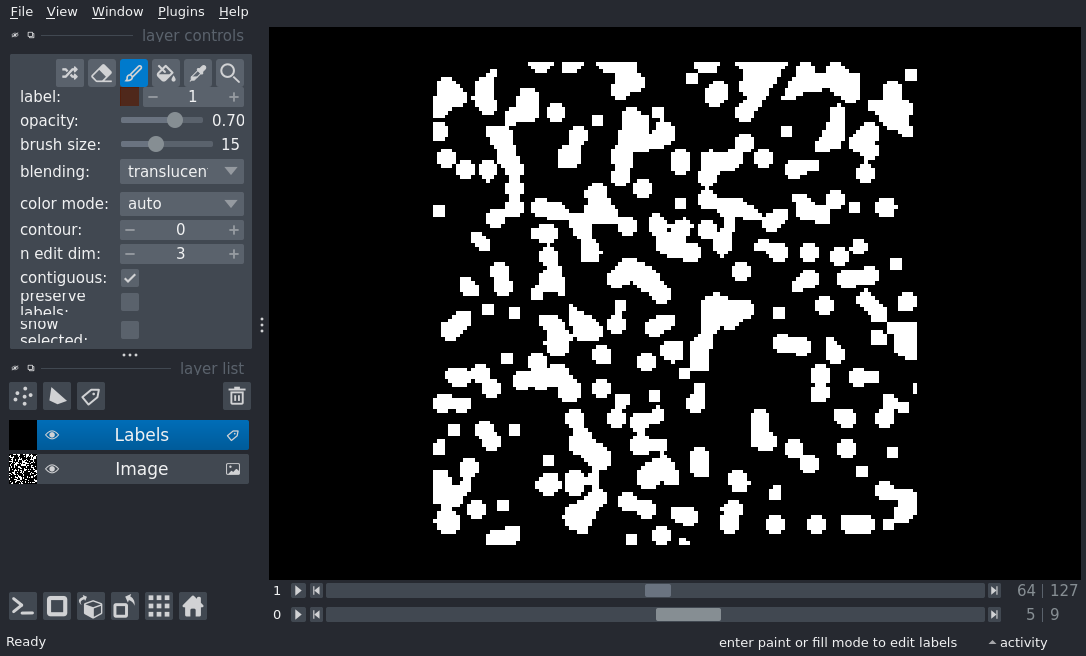 File View Window Plugins Help
layer controls
label: 1
opacity: 0.70
brush size: 15
blending: translucen
color mode: auto
contour: 0
n edit dim: 3
contiguous:
preserve
labels:
show
selected:
layer list
Labels
Image
1 64 | 127
0 5 | 9
Ready enter paint or fill mode to edit labels activity